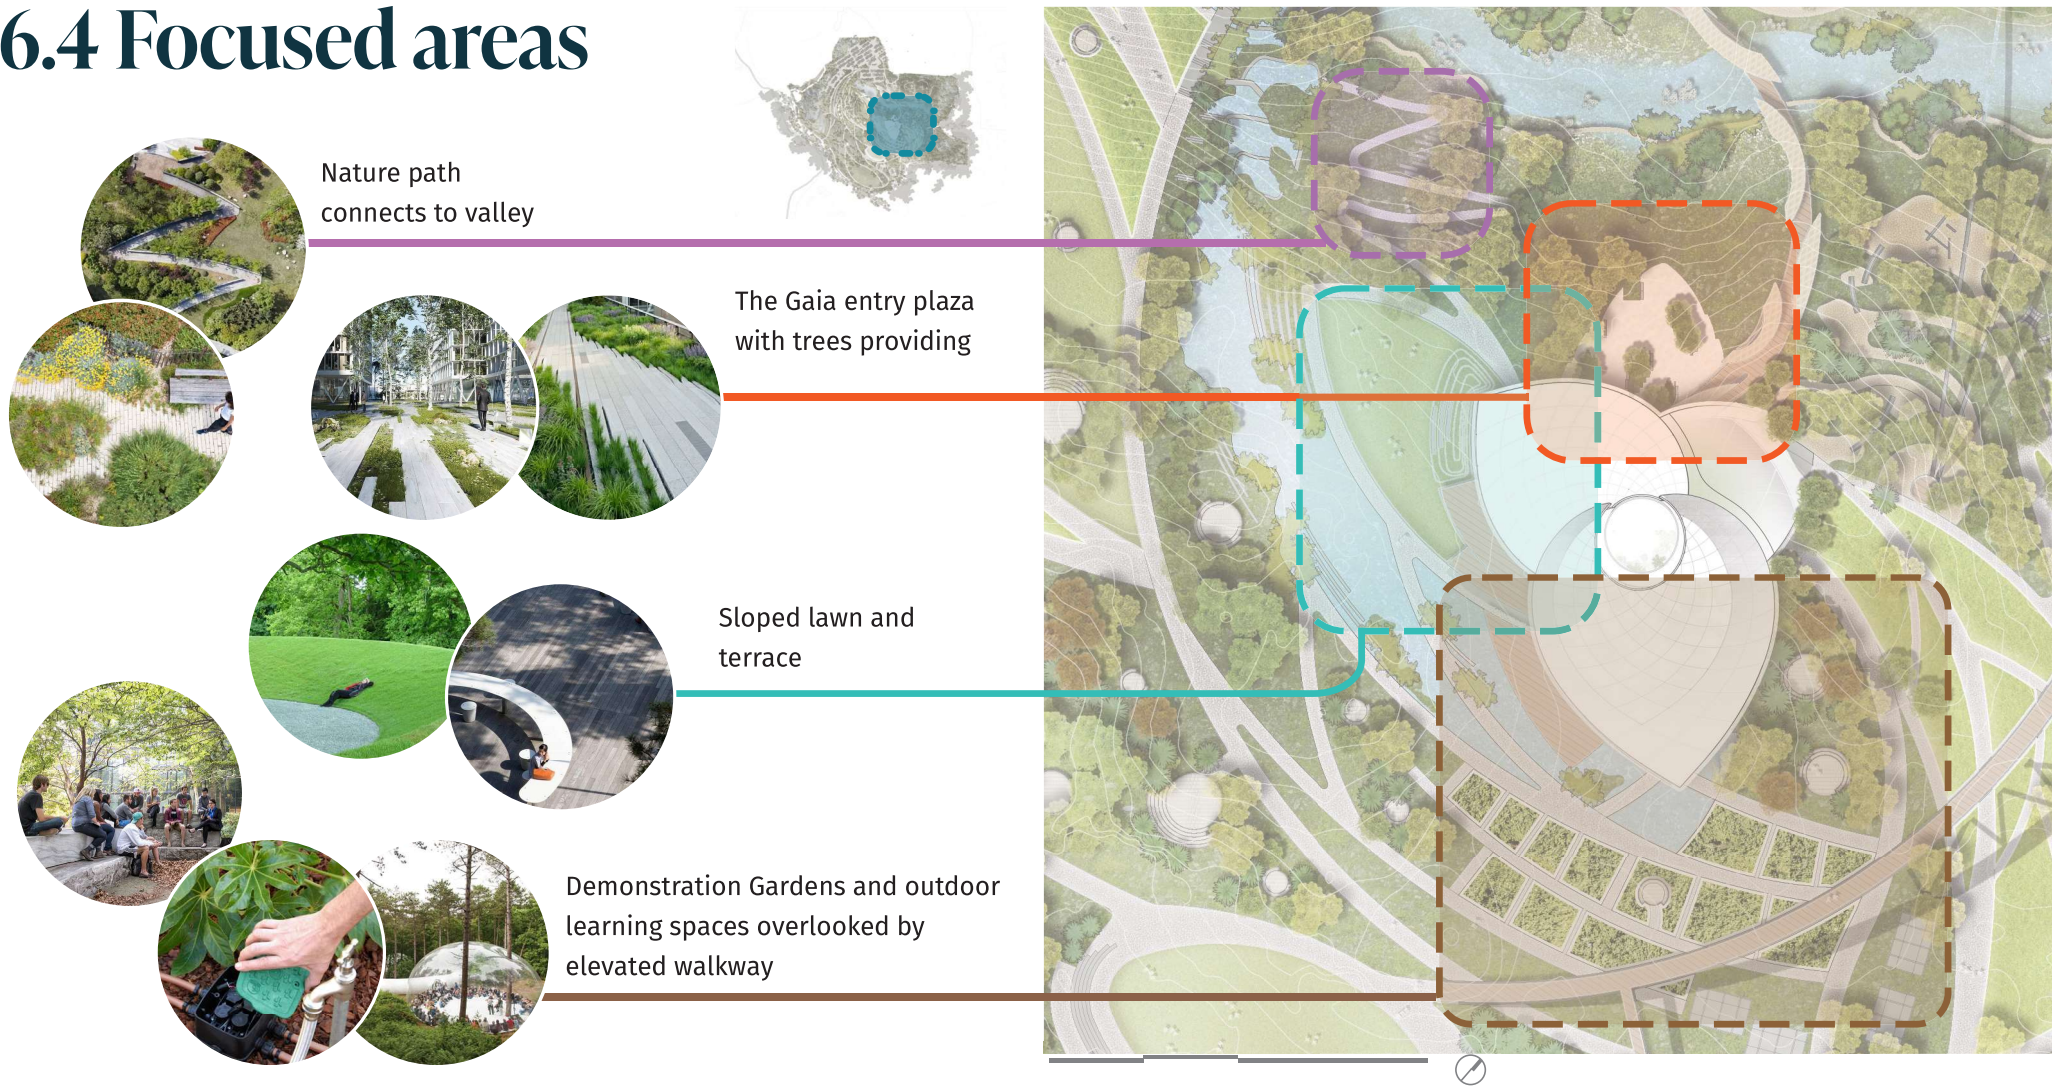 6.4 Focused areas
Nature path
connects to valley
The Gaia entry plaza
with trees providing
Sloped lawn and
terrace
Demonstration Gardens and outdoor
learning spaces overlooked by
elevated walkway